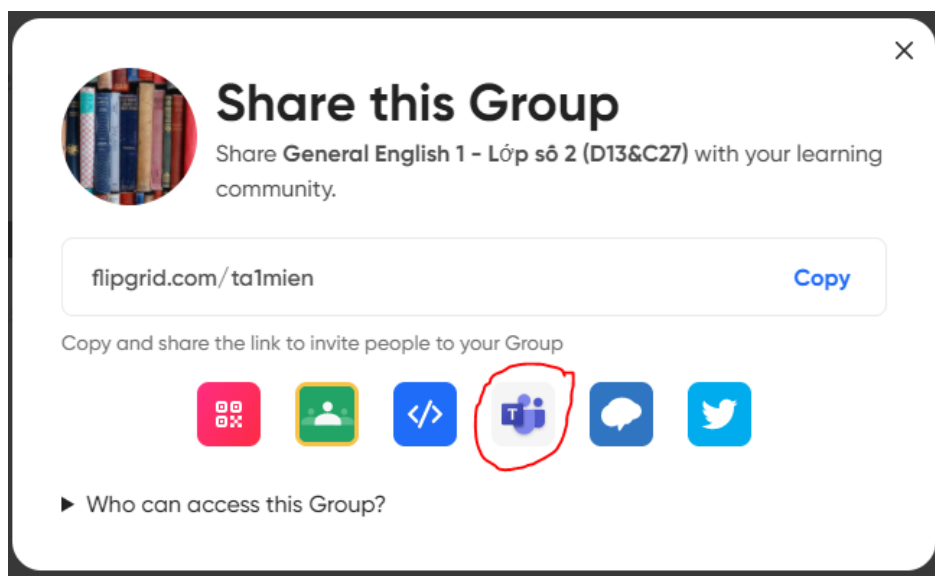 Share this Group
Share General English 1 - Lớp số 2 (D13&C27) with your learning
community.
flipgrid.com/ta1mien
Copy
Copy and share the link to invite people to your Group
</>
T
Who can access this Group?